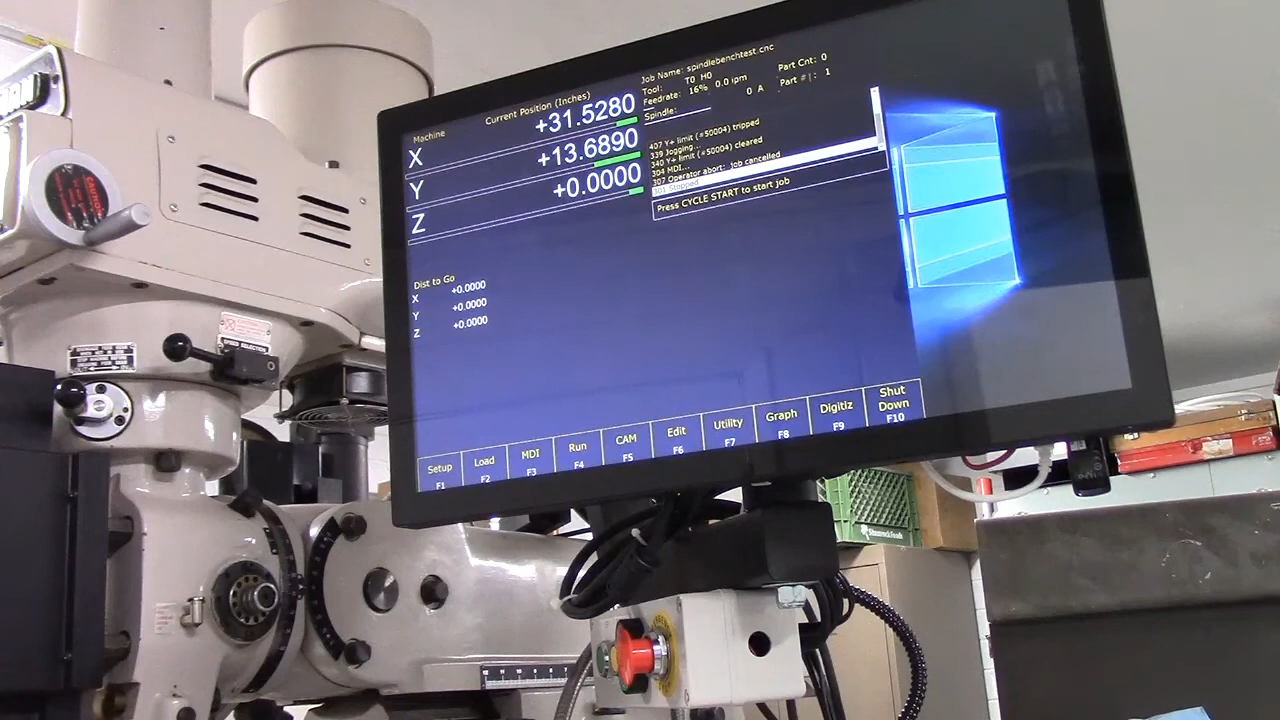 Job Name: spindlebenchtest.cnc
Tool: T0 H0
Part Cnt: 0
Feedrate: 16% 0.0 ipm
Part #: 1
Spindle: 0 A
Machine
Current Position (Inches)
X +31.5280
Y +13.6890
Z +0.0000
407 Y+ limit (=50004) tripped
339 Jogging...
340 Y+ limit (=50004) cleared
304 MDI...
307 Operator abort: job cancelled
301 Stopped
Press CYCLE START to start job
Dist to Go
X +0.0000
Y +0.0000
Z +0.0000
Setup F1
Load F2
MDI F3
Run F4
CAM F5
Edit F6
Utility F7
Graph F8
Digitiz F9
Shut Down F10
CAUTION
SPEED SELECTION